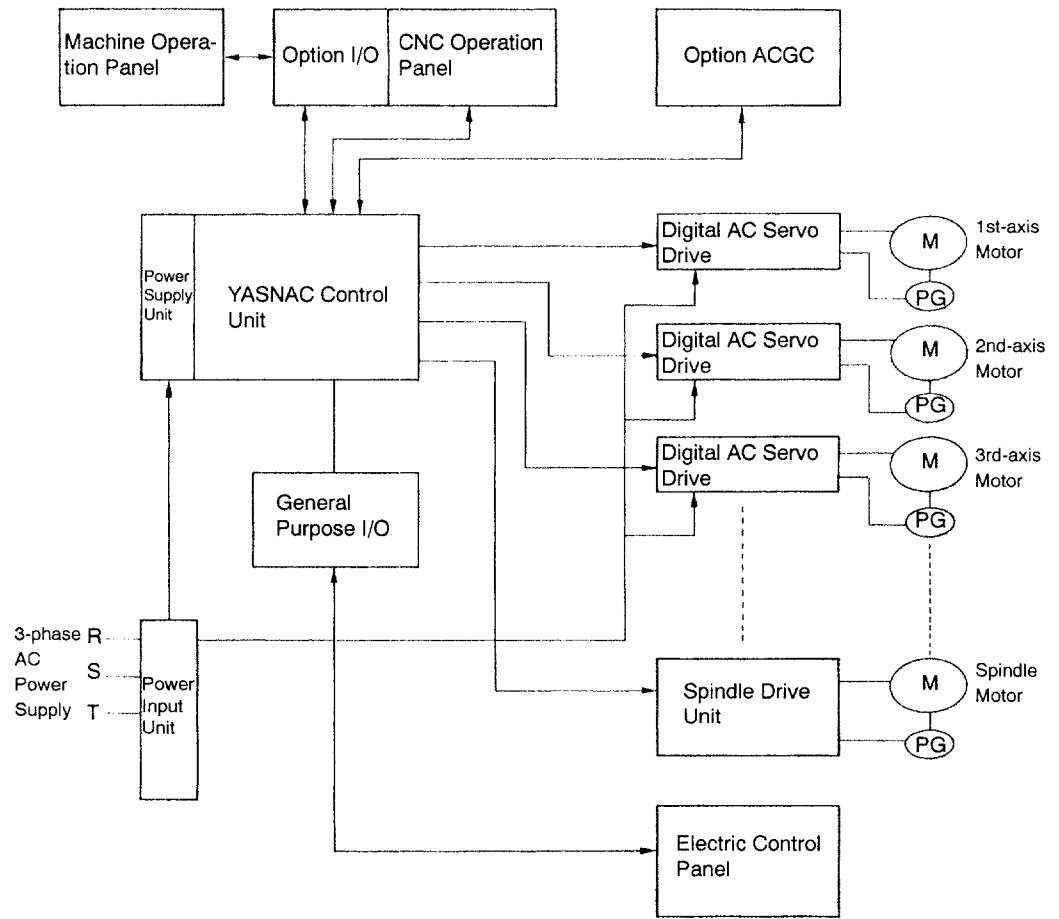 Machine Opera-
tion Panel
Option I/O
CNC Operation
Panel
Option ACGC
Power
Supply
Unit
YASNAC Control
Unit
Digital AC Servo
Drive
M
PG
1st-axis
Motor
Digital AC Servo
Drive
M
PG
2nd-axis
Motor
Digital AC Servo
Drive
M
PG
3rd-axis
Motor
General
Purpose I/O
3-phase
AC
Power
Supply
R
S
T
Power
Input
Unit
Spindle Drive
Unit
M
PG
Spindle
Motor
Electric Control
Panel